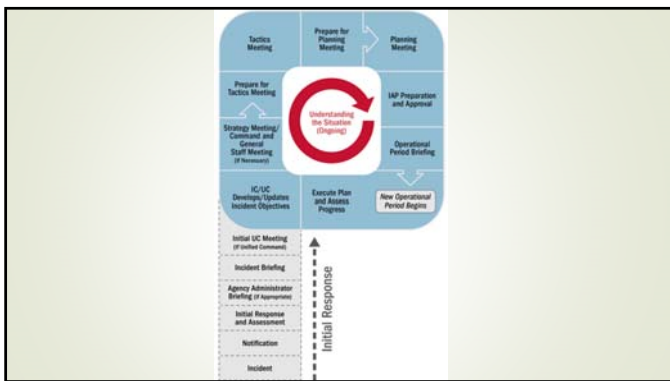 Tactics
Meeting
Prepare for
Planning
Meeting
Planning
Meeting
Prepare for
Tactics Meeting
IAP Preparation
and Approval
Understanding
the Situation
(Ongoing)
Strategy Meeting/
Command and
General
Staff Meeting
(If Necessary)
Operational
Period Briefing
IC/UC
Develops/Updates
Incident Objectives
Execute Plan
and Assess
Progress
New Operational
Period Begins
Initial UC Meeting
(If Unified Command)
Incident Briefing
Agency Administrator
Briefing (If Appropriate)
Initial Response
and Assessment
Notification
Incident
Initial Response